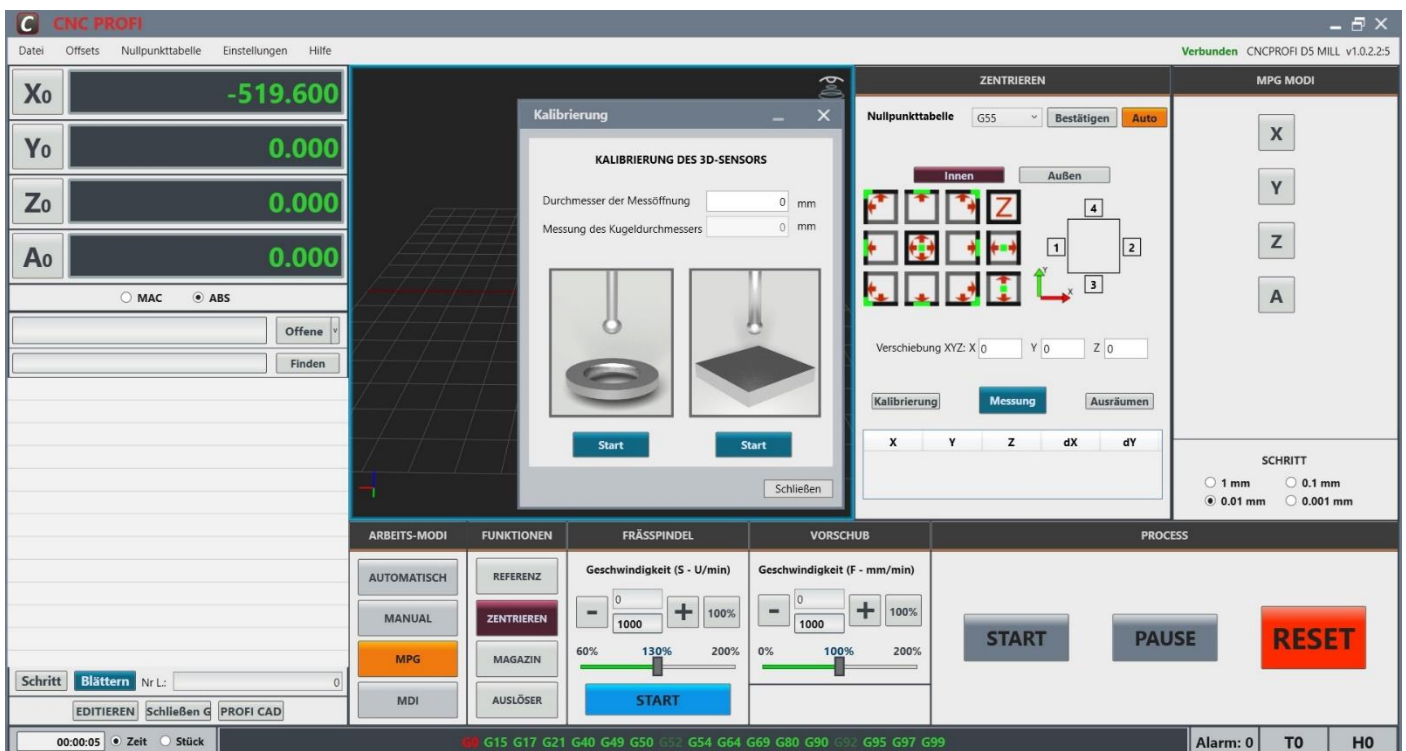 C CNC PROFI
Datei Offsets Nullpunkttabelle Einstellungen Hilfe
Verbunden CNCPROFI D5 MILL v1.0.2.2:5
X0 -519.600
Y0 0.000
Z0 0.000
A0 0.000
MAC ABS
Offene v
Finden
Schritt Blättern Nr L.: 0
EDITIEREN Schließen G PROFI CAD
00:00:05 Zeit Stück
Kalibrierung
KALIBRIERUNG DES 3D-SENSORS
Durchmesser der Messöffnung 0 mm
Messung des Kugeldurchmessers 0 mm
Start Start
Schließen
ZENTRIEREN
Nullpunkttabelle G55 Bestätigen Auto
Innen Außen
Z
4
1 2
3
Y
X
Verschiebung XYZ: X 0 Y 0 Z 0
Kalibrierung Messung Ausräumen
X Y Z dX dY
MPG MODI
X
Y
Z
A
SCHRITT
1 mm 0.1 mm
0.01 mm 0.001 mm
ARBEITS-MODI
AUTOMATISCH
MANUAL
MPG
MDI
FUNKTIONEN
REFERENZ
ZENTRIEREN
MAGAZIN
AUSLÖSER
FRÄSSPINDEL
Geschwindigkeit (S - U/min)
- 0 + 100%
1000
60% 130% 200%
START
VORSCHUB
Geschwindigkeit (F - mm/min)
- 0 + 100%
1000
0% 100% 200%
PROCESS
START PAUSE RESET
G0 G15 G17 G21 G40 G49 G50 G52 G54 G64 G69 G80 G90 G92 G95 G97 G99
Alarm: 0 T0 H0